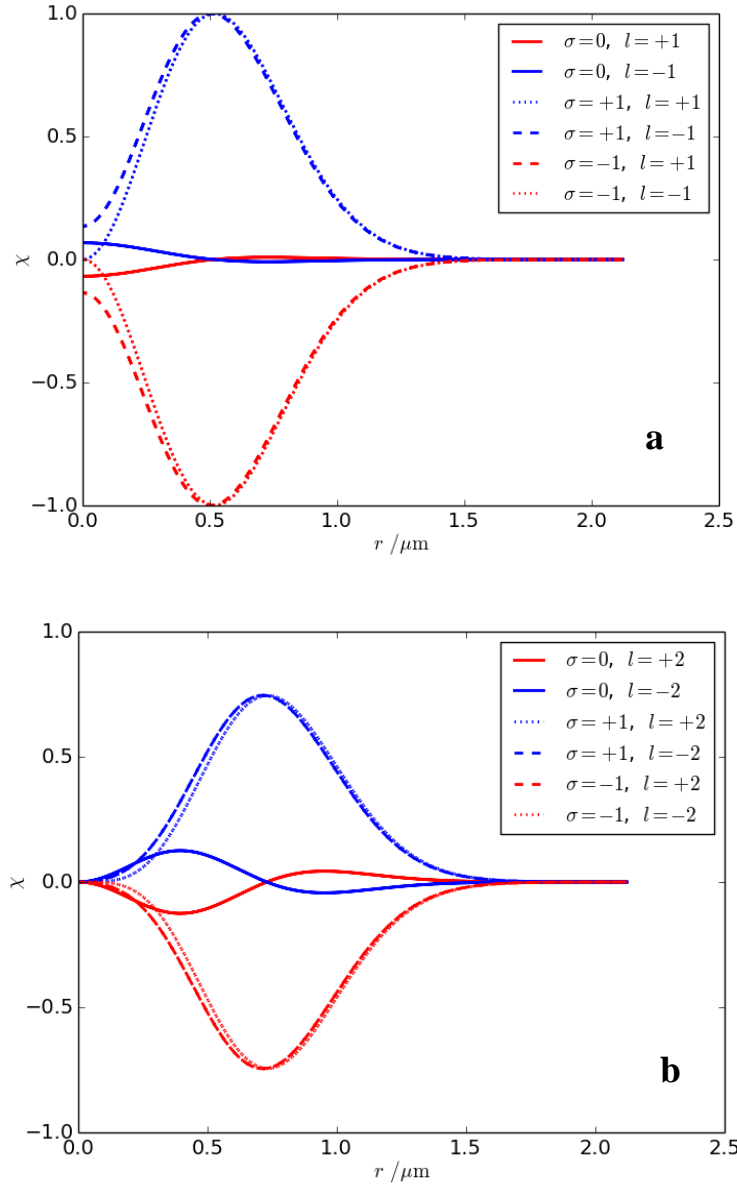 1.0
0.5
0.0
−0.5
−1.0
χ
σ=0, l=+1
σ=0, l=−1
σ=+1, l=+1
σ=+1, l=−1
σ=−1, l=+1
σ=−1, l=−1
a
0.0 0.5 1.0 1.5 2.0 2.5
r /μm
1.0
0.5
0.0
−0.5
−1.0
χ
σ=0, l=+2
σ=0, l=−2
σ=+1, l=+2
σ=+1, l=−2
σ=−1, l=+2
σ=−1, l=−2
b
0.0 0.5 1.0 1.5 2.0 2.5
r /μm